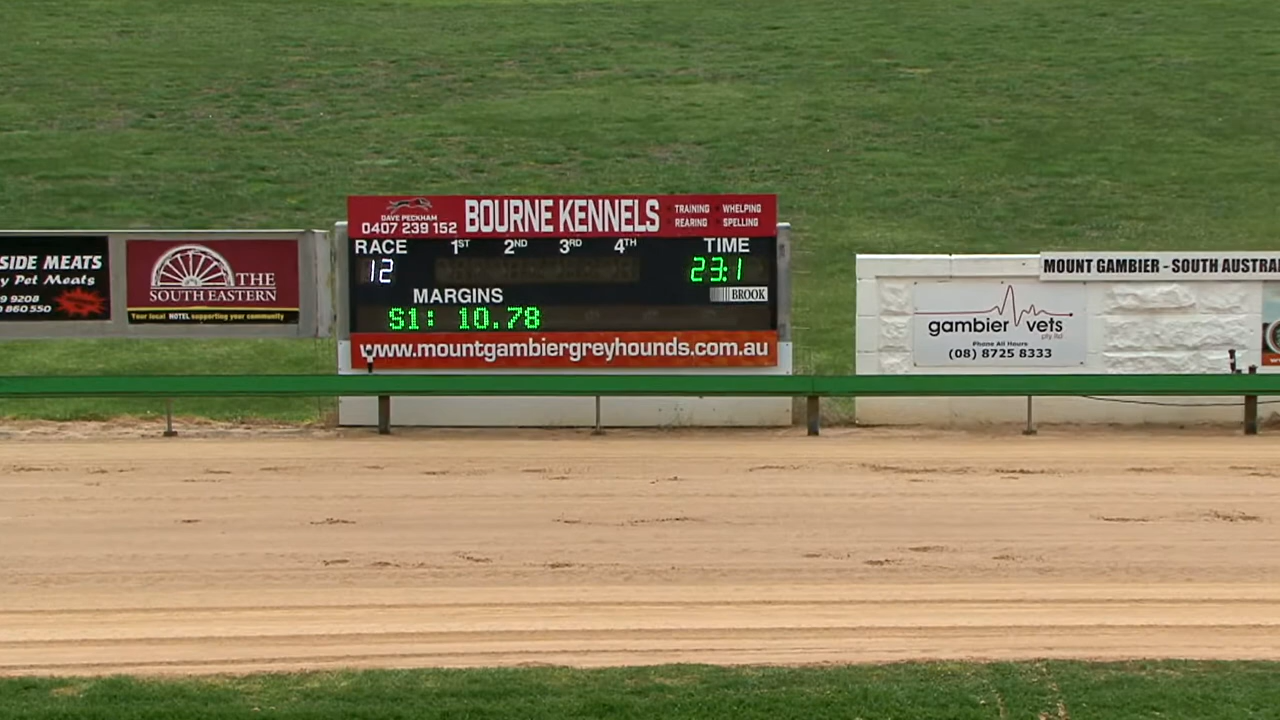 SIDE MEATS
y Pet Meats
9 9208
860 550
THE
SOUTH EASTERN
Your local HOTEL supporting your community
DAVE PECKHAM
0407 239 152
BOURNE KENNELS
TRAINING WHELPING
REARING SPELLING
RACE 1ST 2ND 3RD 4TH TIME
12 23:1
MARGINS
BROOK
S1: 10.78
www.mountgambiergreyhounds.com.au
MOUNT GAMBIER - SOUTH AUSTRA
gambier vets
pty ltd
Phone All Hours
(08) 8725 8333